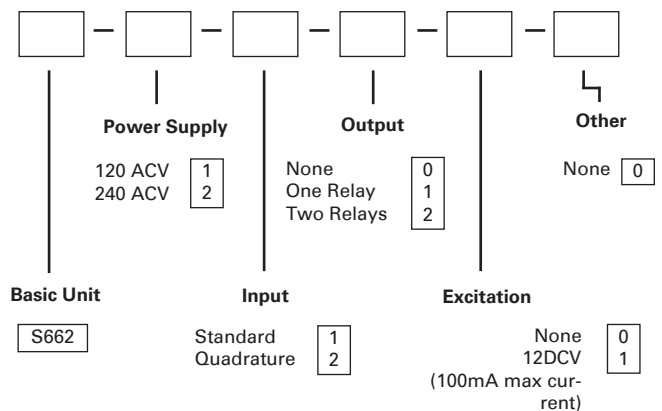 Power Supply
120 ACV 1
240 ACV 2
Output
None 0
One Relay 1
Two Relays 2
Other
None 0
Basic Unit
S662
Input
Standard 1
Quadrature 2
Excitation
None 0
12DCV 1
(100mA max cur-
rent)